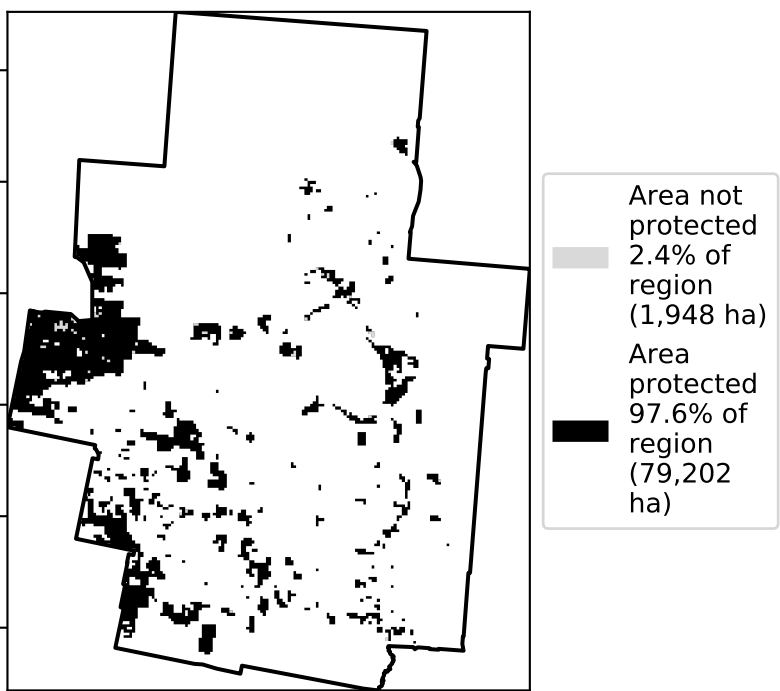 Area not
protected
2.4% of
region
(1,948 ha)
Area
protected
97.6% of
region
(79,202
ha)